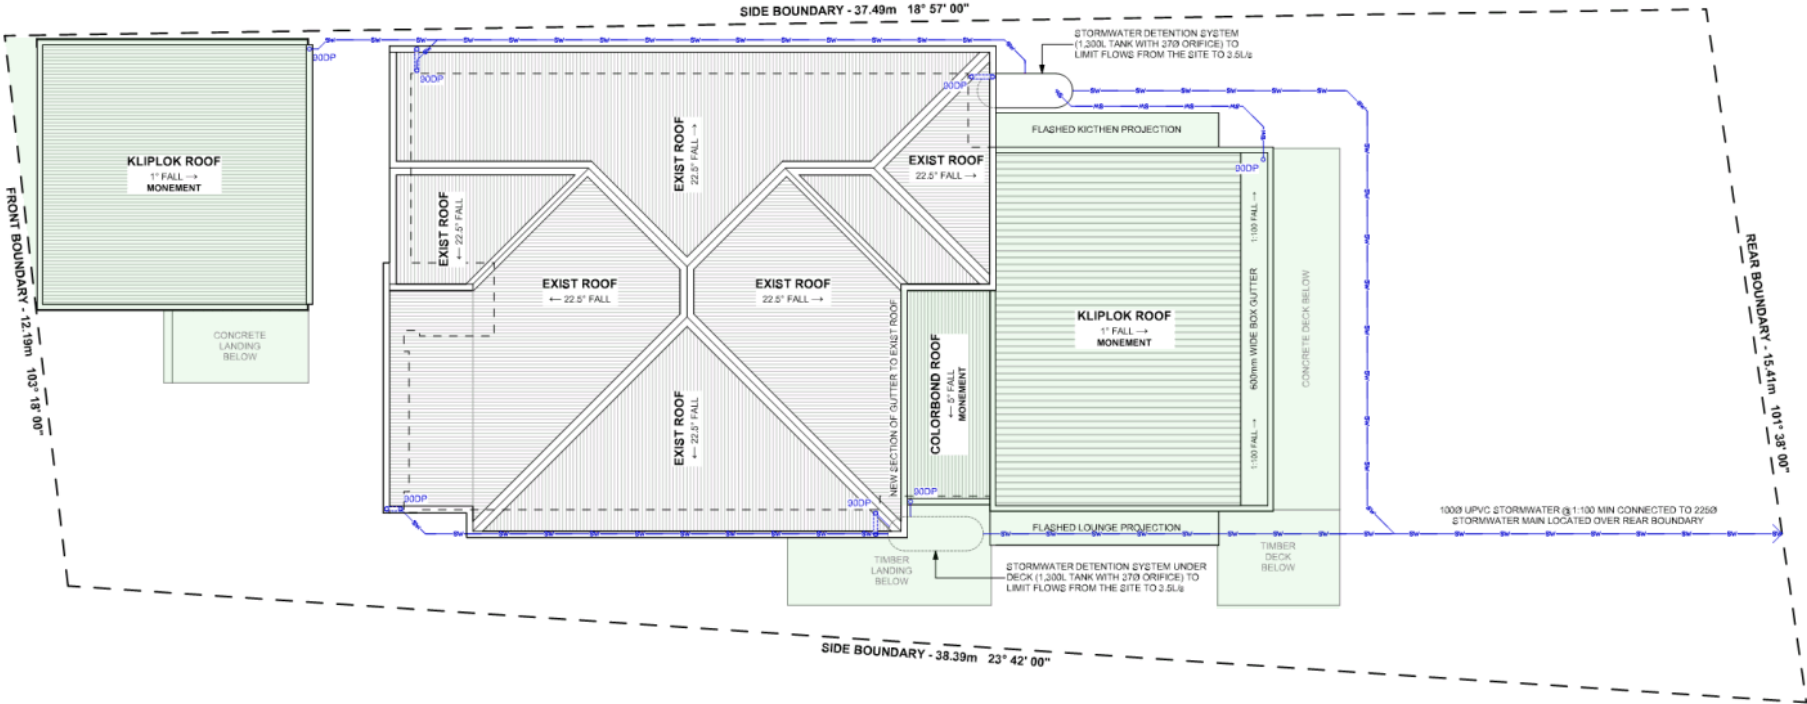 SIDE BOUNDARY - 37.49m 18° 57' 00"
STORMWATER DETENTION SYSTEM
(1,300L TANK WITH 37Ø ORIFICE) TO
LIMIT FLOWS FROM THE SITE TO 3.5L/s
90DP
90DP
90DP
FLASHED KICTHEN PROJECTION
KLIPLOK ROOF
1° FALL →
MONEMENT
EXIST ROOF
22.5° FALL →
EXIST ROOF
22.5° FALL →
90DP
EXIST ROOF
← 22.5° FALL
FRONT BOUNDARY - 12.19m 103° 18' 00"
REAR BOUNDARY - 15.41m 101° 38' 00"
EXIST ROOF
← 22.5° FALL
EXIST ROOF
22.5° FALL →
1:100 FALL →
600mm WIDE BOX GUTTER
1:100 FALL →
CONCRETE DECK BELOW
KLIPLOK ROOF
1° FALL →
MONEMENT
CONCRETE
LANDING
BELOW
NEW SECTION OF GUTTER TO EXIST ROOF
COLORBOND ROOF
← 5° FALL
MONEMENT
EXIST ROOF
← 22.5° FALL
90DP
90DP
90DP
100Ø UPVC STORMWATER @ 1:100 MIN CONNECTED TO 225Ø
STORMWATER MAIN LOCATED OVER REAR BOUNDARY
FLASHED LOUNGE PROJECTION
TIMBER
LANDING
BELOW
TIMBER
DECK
BELOW
STORMWATER DETENTION SYSTEM UNDER
DECK (1,300L TANK WITH 37Ø ORIFICE) TO
LIMIT FLOWS FROM THE SITE TO 3.5L/s
SIDE BOUNDARY - 38.39m 23° 42' 00"